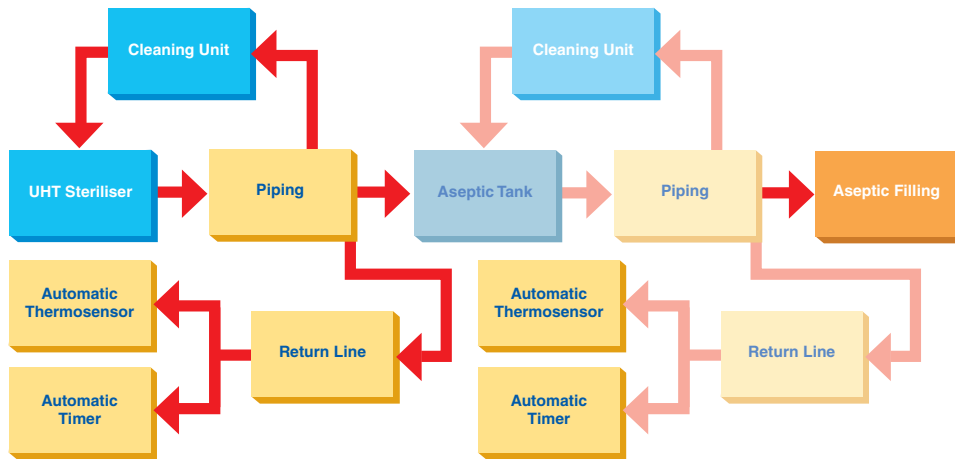 Cleaning Unit
Cleaning Unit
UHT Steriliser
Piping
Aseptic Tank
Piping
Aseptic Filling
Automatic
Thermosensor
Return Line
Automatic
Timer
Automatic
Thermosensor
Return Line
Automatic
Timer